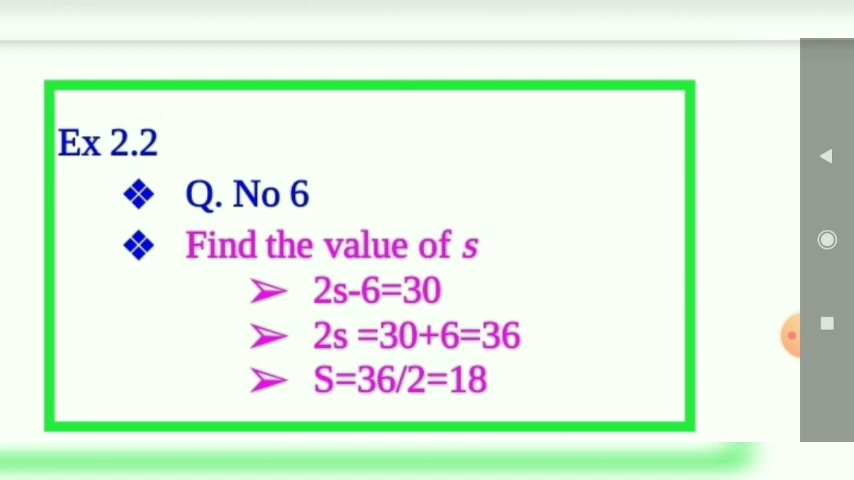 Ex 2.2
❖ Q. No 6
❖ Find the value of s
➢ 2s-6=30
➢ 2s =30+6=36
➢ S=36/2=18